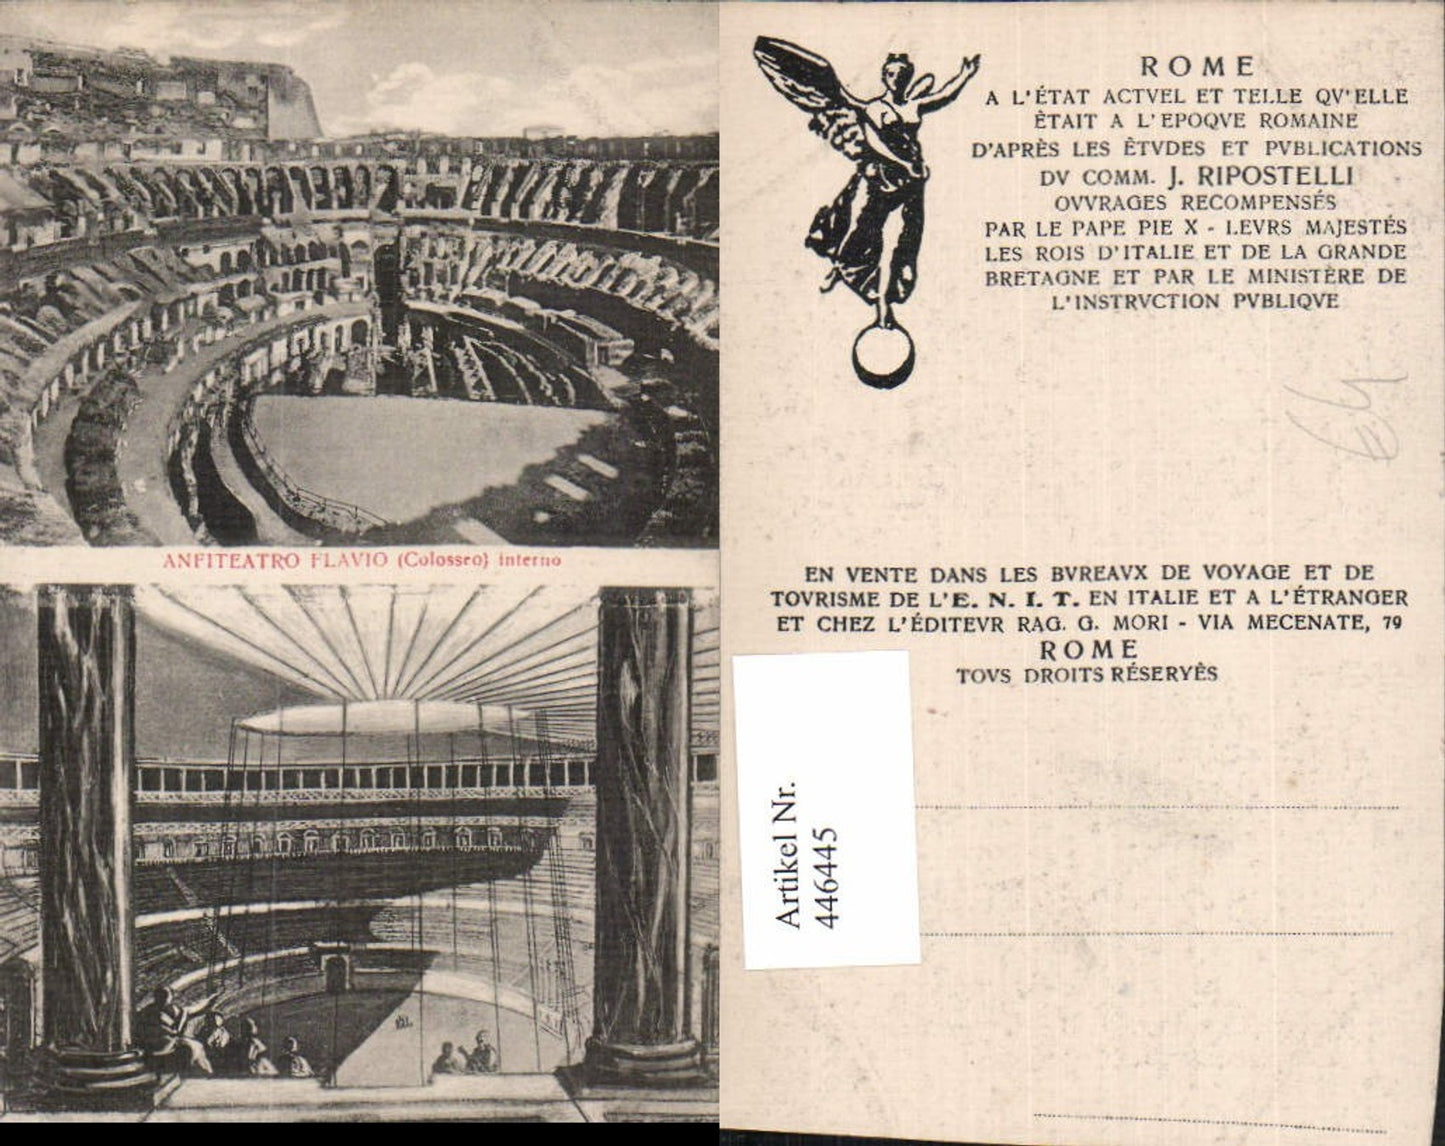 ANFITEATRO FLAVIO (Colosseo) interno
ROME
A L'ÉTAT ACTVEL ET TELLE QV'ELLE
ÊTAIT A L'EPOQVE ROMAINE
D'APRÈS LES ÊTVDES ET PVBLICATIONS
DV COMM. J. RIPOSTELLI
OVVRAGES RECOMPENSÉS
PAR LE PAPE PIE X - LEVRS MAJESTÉS
LES ROIS D'ITALIE ET DE LA GRANDE
BRETAGNE ET PAR LE MINISTÈRE DE
L'INSTRVCTION PVBLIQVE
EN VENTE DANS LES BVREAVX DE VOYAGE ET DE
TOVRISME DE L'E. N. I. T. EN ITALIE ET A L'ÉTRANGER
ET CHEZ L'ÉDITEVR RAG. G. MORI - VIA MECENATE, 79
ROME
TOVS DROITS RÉSERYÈS
Artikel Nr.
446445